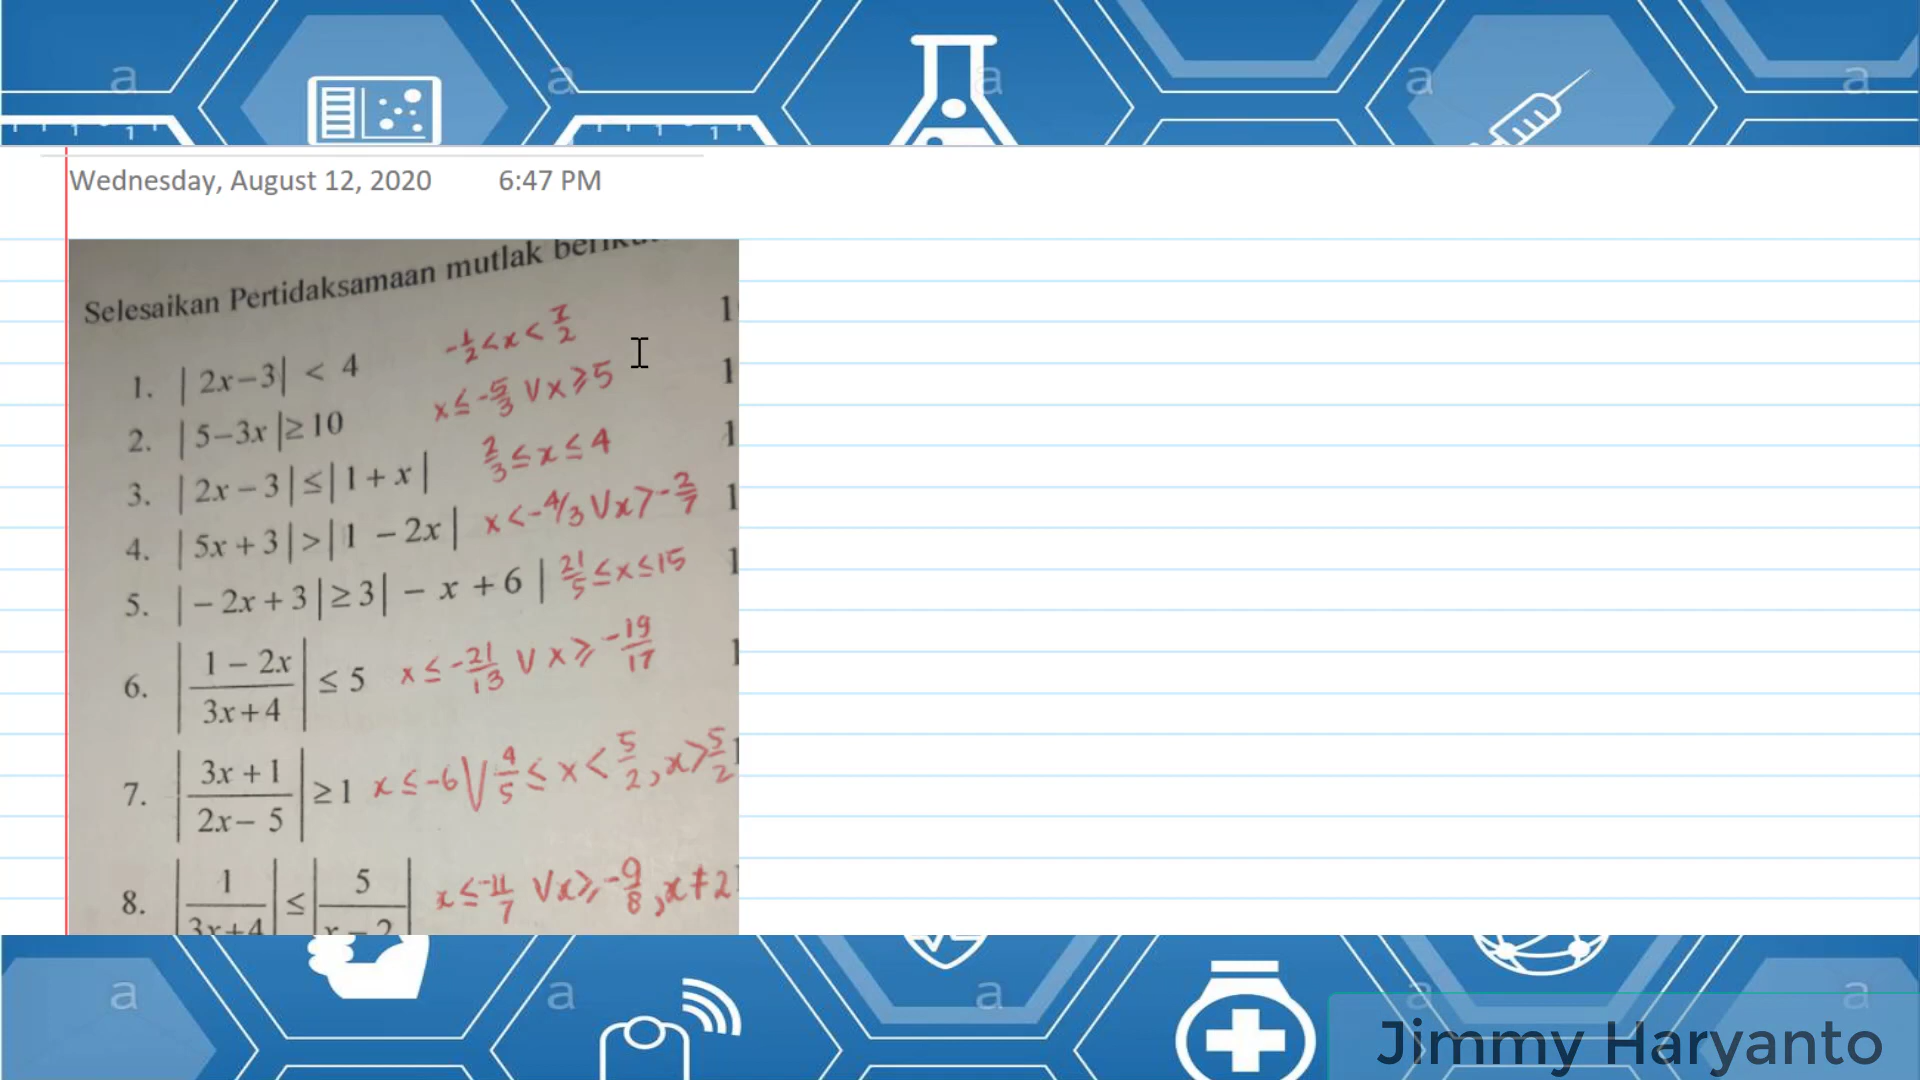 Wednesday, August 12, 2020 6:47 PM
Selesaikan Pertidaksamaan mutlak
1. | 2x−3| < 4 −1/2 < x < 7/2
2. | 5−3x |≥ 10 x ≤ −5/3 ∨ x ≥ 5
3. | 2x − 3 | ≤ | 1 + x | 2/3 ≤ x ≤ 4
4. | 5x + 3 | > | 1 − 2x | x < −4/3 ∨ x > −2/7
5. | − 2x + 3 | ≥ 3 | − x + 6 | 21/5 ≤ x ≤ 15
6. | (1 − 2x)/(3x+4) | ≤ 5 x ≤ −21/13 ∨ x ≥ −19/17
7. | (3x + 1)/(2x − 5) | ≥ 1 x ≤ −6 ∨ 4/5 ≤ x < 5/2, x > 5/2
8. | 1/(3x+4) | ≤ | 5/(x − 2) | x ≤ −11/7 ∨ x ≥ −9/8, x ≠ 2
Jimmy Haryanto